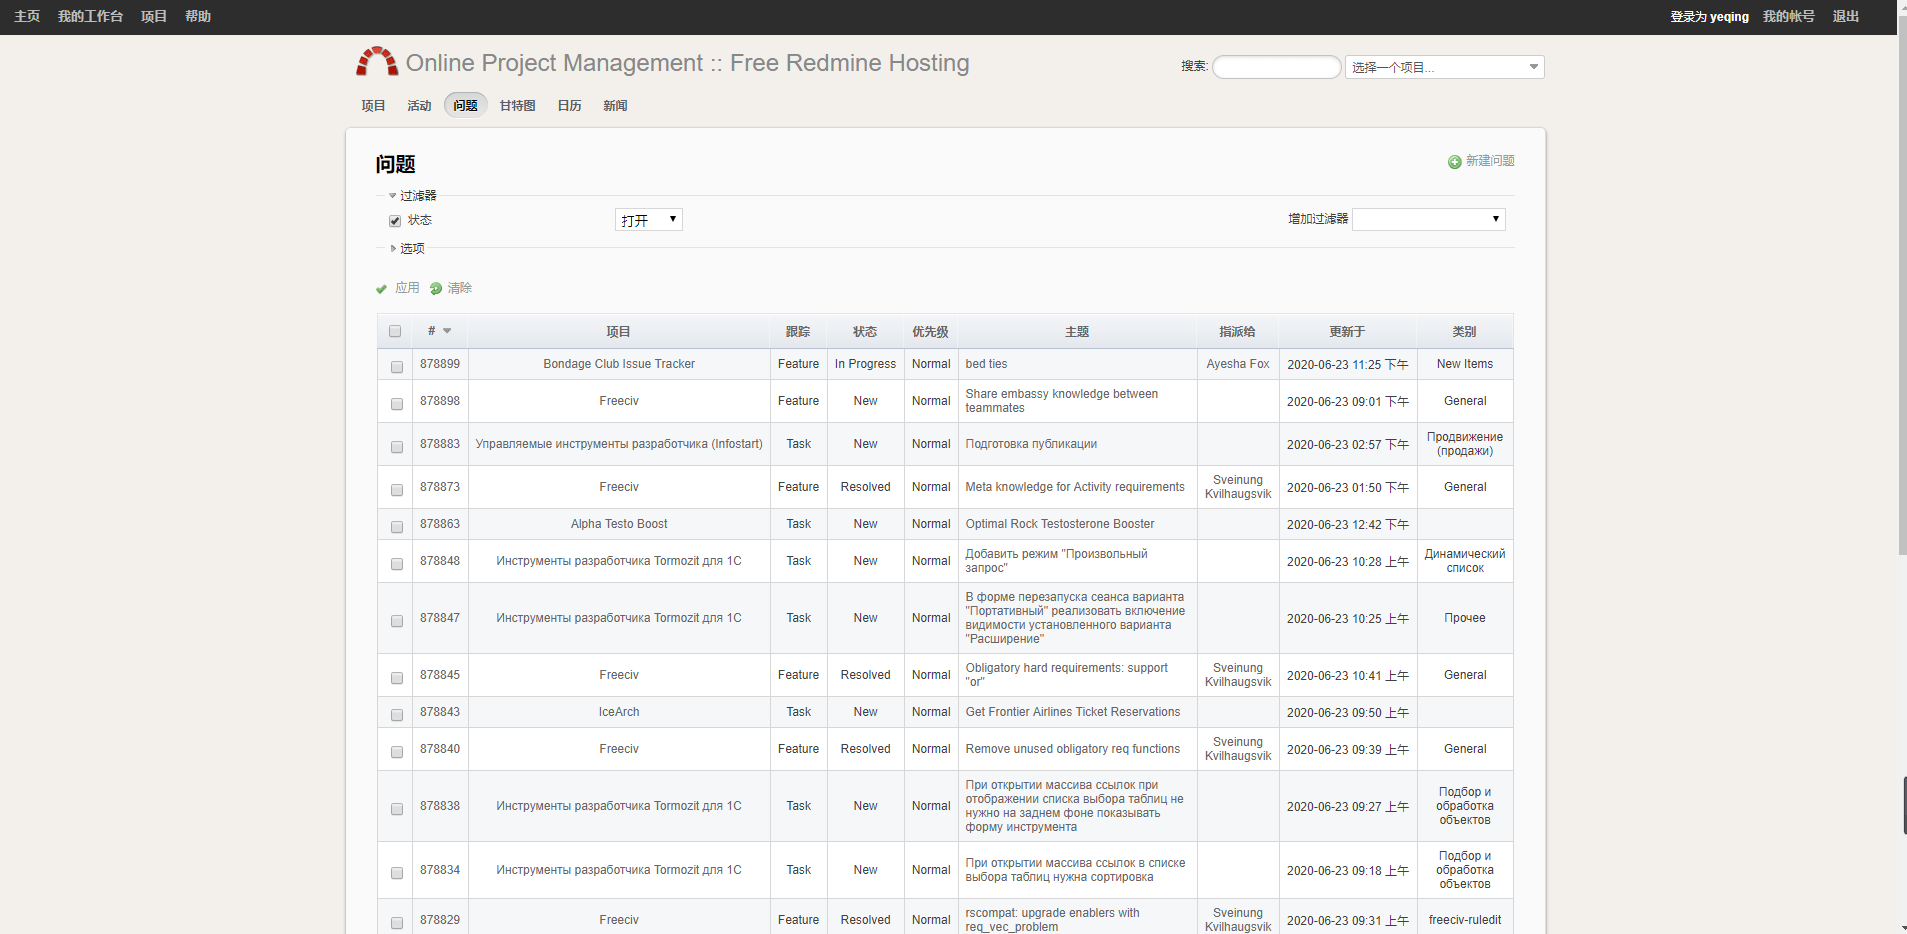 主页 我的工作台 项目 帮助 登录为 yeqing 我的帐号 退出
Online Project Management :: Free Redmine Hosting 搜索: 选择一个项目...
项目 活动 问题 甘特图 日历 新闻
问题 新建问题
过滤器
状态 打开 增加过滤器
选项
应用 清除
# 项目 跟踪 状态 优先级 主题 指派给 更新于 类别
878899 Bondage Club Issue Tracker Feature In Progress Normal bed ties Ayesha Fox 2020-06-23 11:25 下午 New Items
878898 Freeciv Feature New Normal Share embassy knowledge between
teammates 2020-06-23 09:01 下午 General
878883 Управляемые инструменты разработчика (Infostart) Task New Normal Подготовка публикации 2020-06-23 02:57 下午 Продвижение
(продажи)
878873 Freeciv Feature Resolved Normal Meta knowledge for Activity requirements Sveinung
Kvilhaugsvik 2020-06-23 01:50 下午 General
878863 Alpha Testo Boost Task New Normal Optimal Rock Testosterone Booster 2020-06-23 12:42 下午
878848 Инструменты разработчика Tormozit для 1С Task New Normal Добавить режим "Произвольный
запрос" 2020-06-23 10:28 上午 Динамический
список
878847 Инструменты разработчика Tormozit для 1С Task New Normal В форме перезапуска сеанса варианта
"Портативный" реализовать включение
видимости установленного варианта
"Расширение" 2020-06-23 10:25 上午 Прочее
878845 Freeciv Feature Resolved Normal Obligatory hard requirements: support
"or" Sveinung
Kvilhaugsvik 2020-06-23 10:41 上午 General
878843 IceArch Task New Normal Get Frontier Airlines Ticket Reservations 2020-06-23 09:50 上午
878840 Freeciv Feature Resolved Normal Remove unused obligatory req functions Sveinung
Kvilhaugsvik 2020-06-23 09:39 上午 General
878838 Инструменты разработчика Tormozit для 1С Task New Normal При открытии массива ссылок при
отображении списка выбора таблиц не
нужно на заднем фоне показывать
форму инструмента 2020-06-23 09:27 上午 Подбор и
обработка
объектов
878834 Инструменты разработчика Tormozit для 1С Task New Normal При открытии массива ссылок в списке
выбора таблиц нужна сортировка 2020-06-23 09:18 上午 Подбор и
обработка
объектов
878829 Freeciv Feature Resolved Normal rscompat: upgrade enablers with
req_vec_problem Sveinung
Kvilhaugsvik 2020-06-23 09:31 上午 freeciv-ruledit